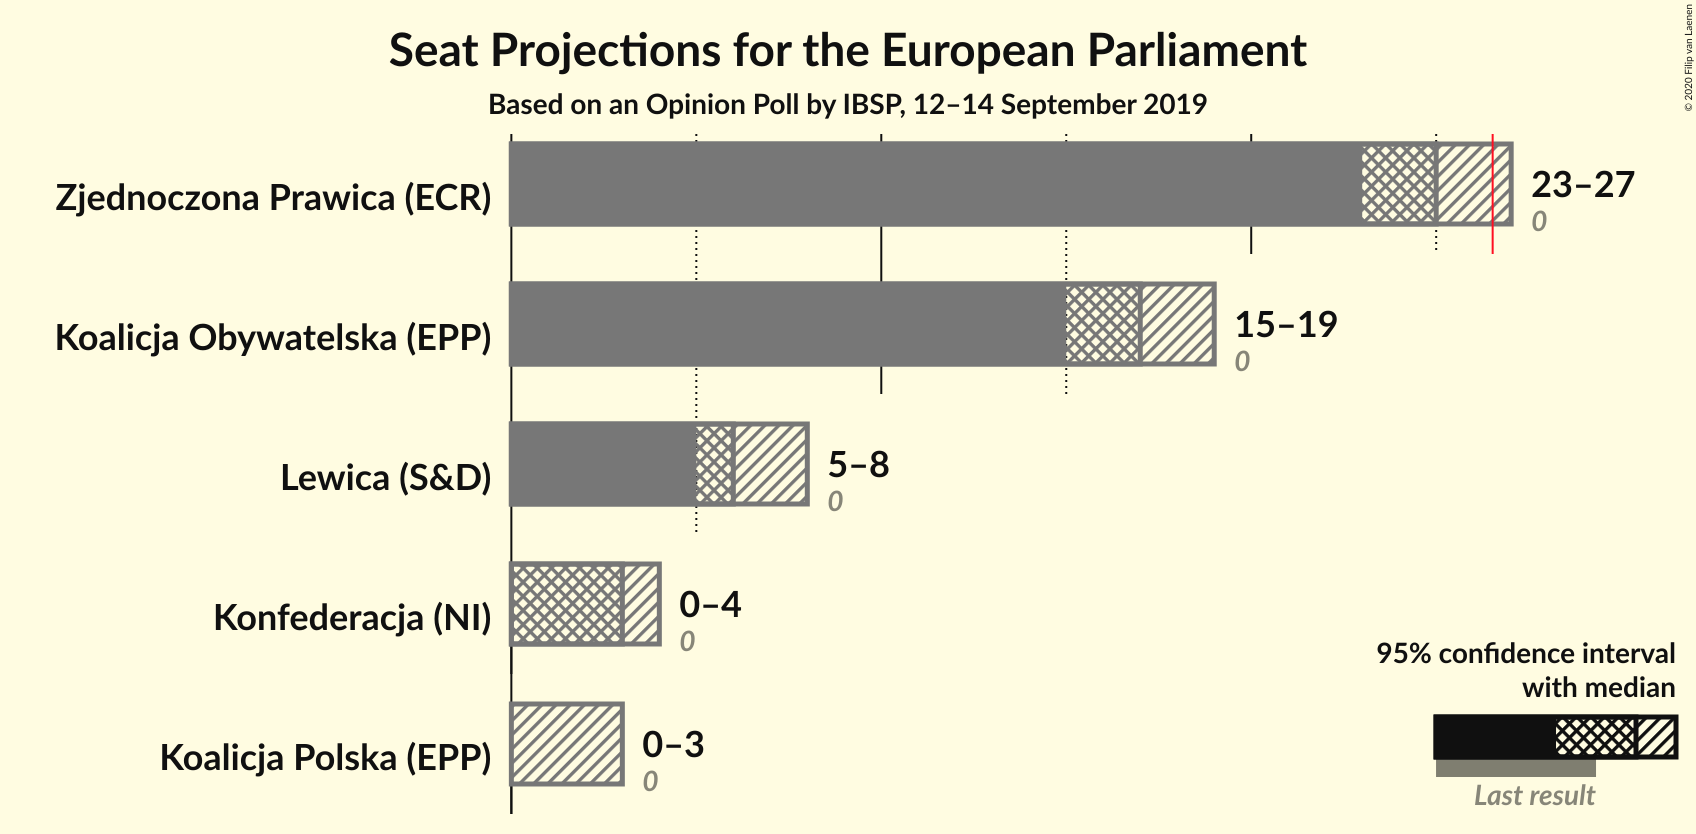 Seat Projections for the European Parliament
Based on an Opinion Poll by IBSP, 12–14 September 2019
© 2020 Filip van Laenen
Zjednoczona Prawica (ECR)
23–27
0
Koalicja Obywatelska (EPP)
15–19
0
Lewica (S&D)
5–8
0
Konfederacja (NI)
0–4
0
Koalicja Polska (EPP)
0–3
0
95% confidence interval
with median
Last result